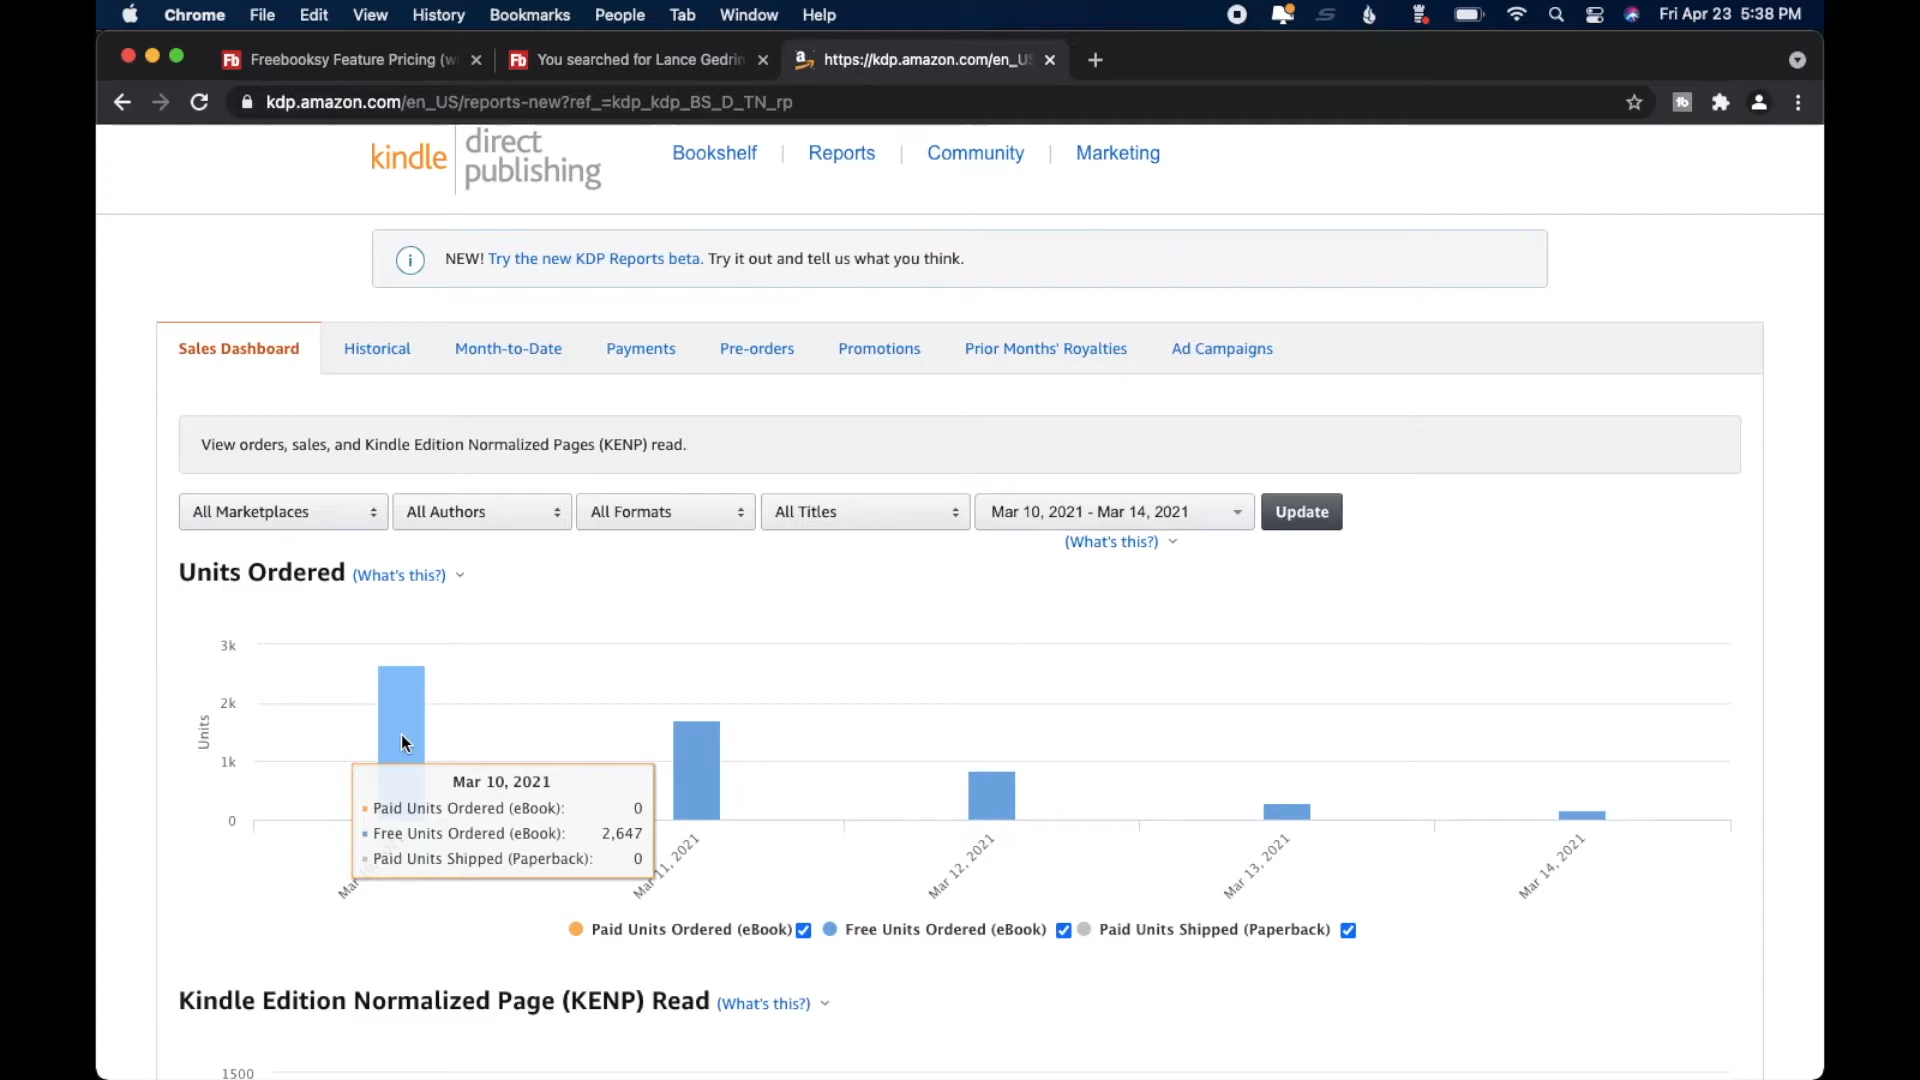 Chrome File Edit View History Bookmarks People Tab Window Help Fri Apr 23 5:38 PM
Fb Freebooksy Feature Pricing (w Fb You searched for Lance Gedrin a https://kdp.amazon.com/en_US
kdp.amazon.com/en_US/reports-new?ref_=kdp_kdp_BS_D_TN_rp
kindle direct publishing Bookshelf Reports Community Marketing
NEW! Try the new KDP Reports beta. Try it out and tell us what you think.
Sales Dashboard Historical Month-to-Date Payments Pre-orders Promotions Prior Months' Royalties Ad Campaigns
View orders, sales, and Kindle Edition Normalized Pages (KENP) read.
All Marketplaces All Authors All Formats All Titles Mar 10, 2021 - Mar 14, 2021 Update
(What's this?)
Units Ordered (What's this?)
3k
2k
Units
1k
0
Mar 10, 2021
Paid Units Ordered (eBook): 0
Free Units Ordered (eBook): 2,647
Paid Units Shipped (Paperback): 0
Mar 11, 2021 Mar 12, 2021 Mar 13, 2021 Mar 14, 2021
Paid Units Ordered (eBook) Free Units Ordered (eBook) Paid Units Shipped (Paperback)
Kindle Edition Normalized Page (KENP) Read (What's this?)
1500